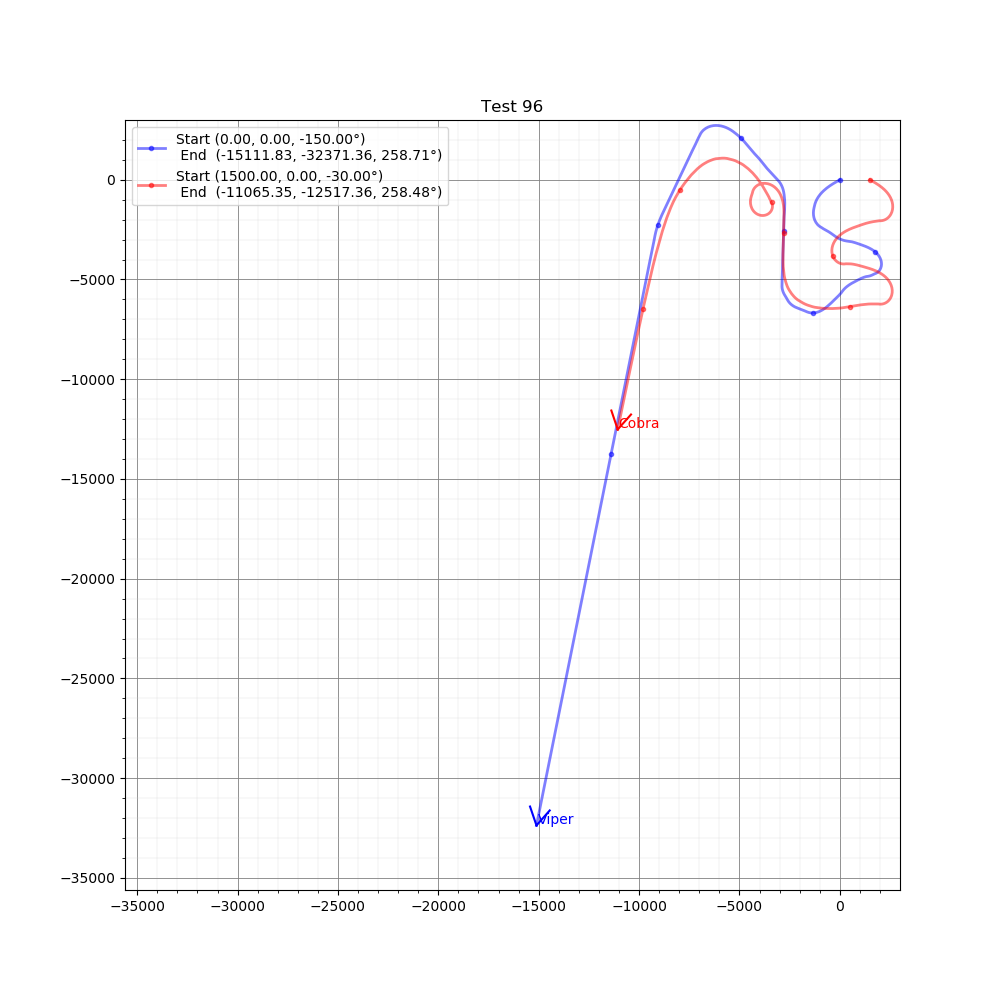 Test 96
Start (0.00, 0.00, -150.00°)
End (-15111.83, -32371.36, 258.71°)
Start (1500.00, 0.00, -30.00°)
End (-11065.35, -12517.36, 258.48°)
0
−5000
−10000
Cobra
−15000
−20000
−25000
−30000
Viper
−35000
−35000 −30000 −25000 −20000 −15000 −10000 −5000 0